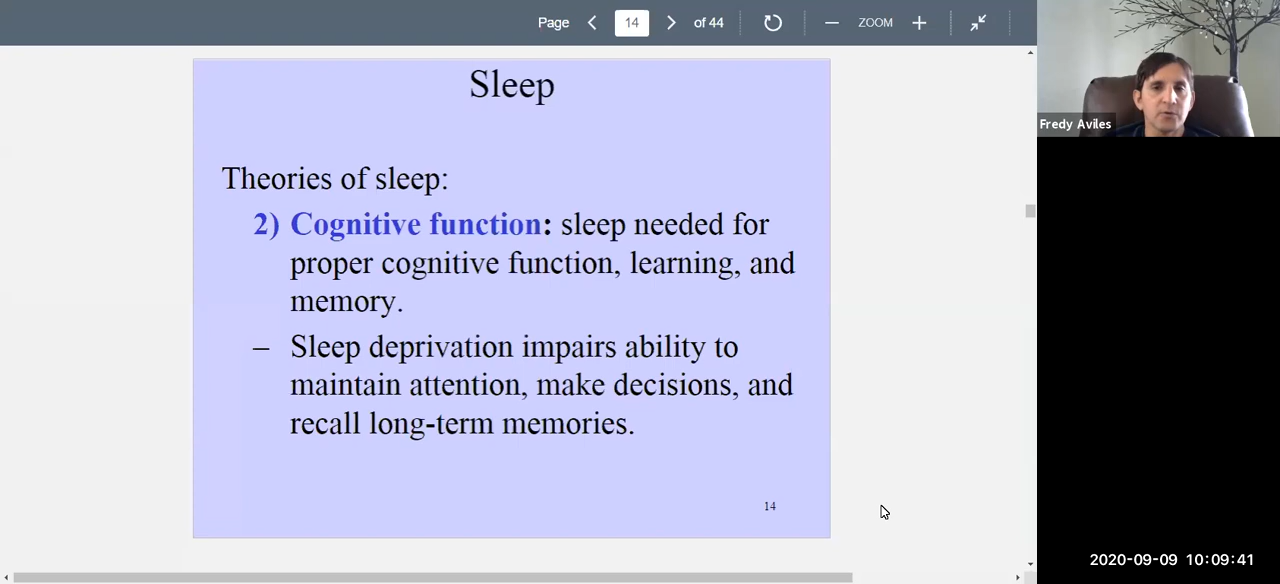 Page 14 of 44 ZOOM
Sleep
Theories of sleep:
2) Cognitive function: sleep needed for
proper cognitive function, learning, and
memory.
– Sleep deprivation impairs ability to
maintain attention, make decisions, and
recall long-term memories.
14
Fredy Aviles
2020-09-09 10:09:41